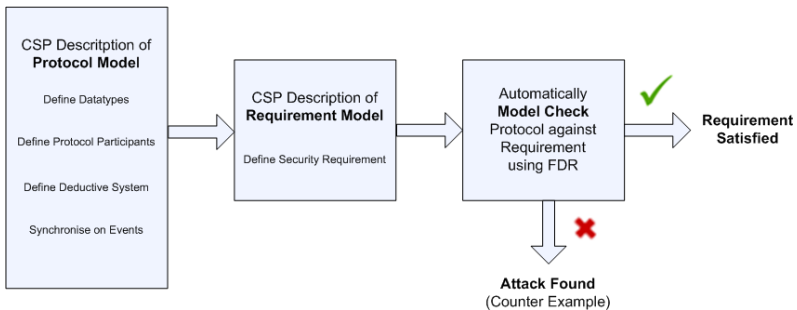 CSP Descritption of
Protocol Model
Define Datatypes
Define Protocol Participants
Define Deductive System
Synchronise on Events
CSP Description of
Requirement Model
Define Security Requirement
Automatically
Model Check
Protocol against
Requirement
using FDR
Requirement
Satisfied
Attack Found
(Counter Example)